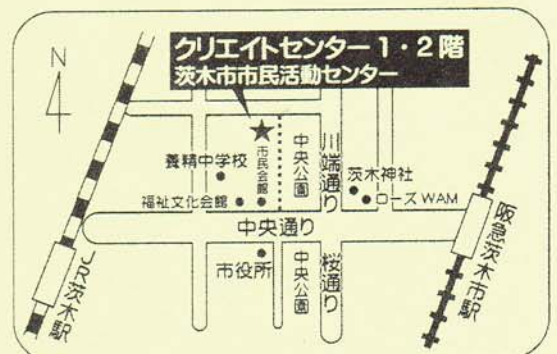 N
クリエイトセンター1・2階
茨木市市民活動センター
養精中学校
市民会館
中央公園
川端通り
茨木神社
ローズWAM
福祉文化会館
中央通り
市役所
中央公園
桜通り
JR茨木駅
阪急茨木市駅